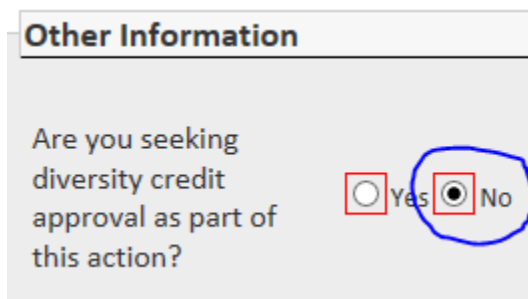 Other Information
Are you seeking
diversity credit
approval as part of
this action?
Yes No